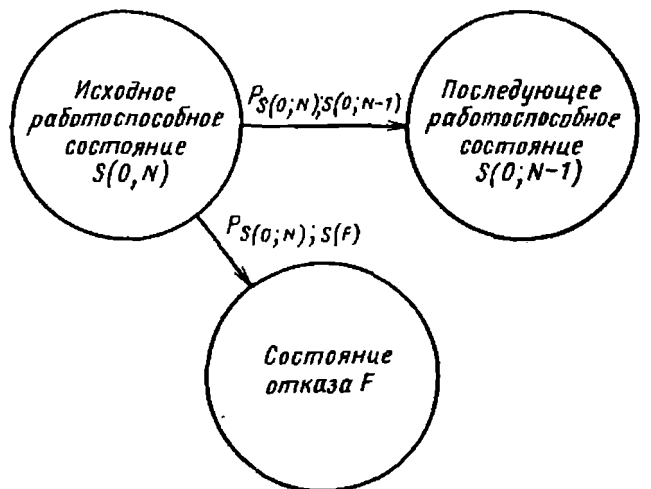 Исходное
работоспособное
состояние
S(0,N)
P_S(0;N);S(0;N-1)
Последующее
работоспособное
состояние
S(0;N-1)
P_S(0;N);S(F)
Состояние
отказа F